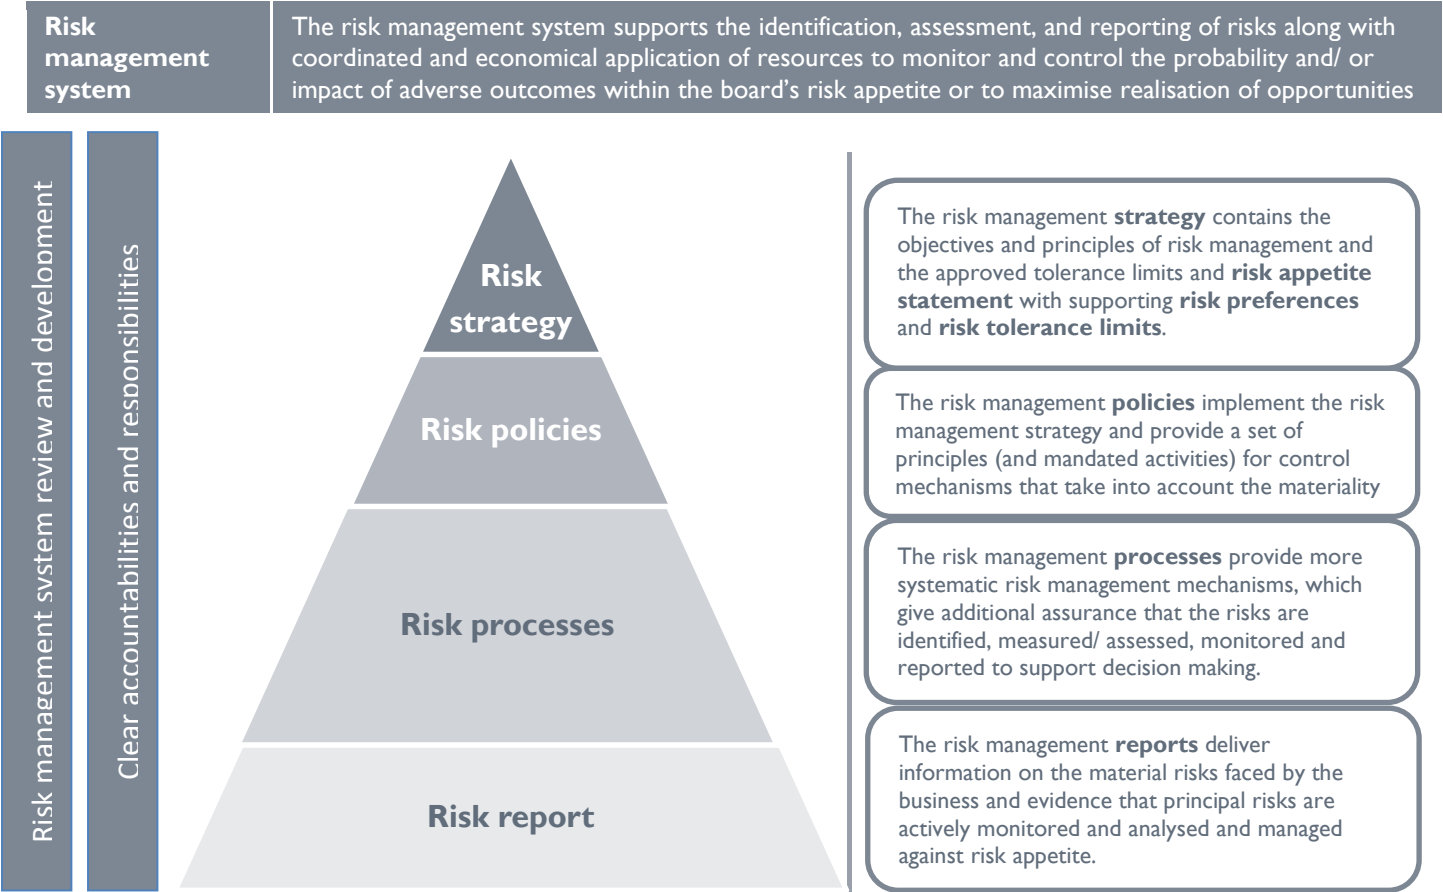 Risk
management
system
The risk management system supports the identification, assessment, and reporting of risks along with
coordinated and economical application of resources to monitor and control the probability and/ or
impact of adverse outcomes within the board’s risk appetite or to maximise realisation of opportunities
Risk management system review and development
Clear accountabilities and responsibilities
Risk
strategy
The risk management strategy contains the
objectives and principles of risk management and
the approved tolerance limits and risk appetite
statement with supporting risk preferences
and risk tolerance limits.
Risk policies
The risk management policies implement the risk
management strategy and provide a set of
principles (and mandated activities) for control
mechanisms that take into account the materiality
Risk processes
The risk management processes provide more
systematic risk management mechanisms, which
give additional assurance that the risks are
identified, measured/ assessed, monitored and
reported to support decision making.
Risk report
The risk management reports deliver
information on the material risks faced by the
business and evidence that principal risks are
actively monitored and analysed and managed
against risk appetite.